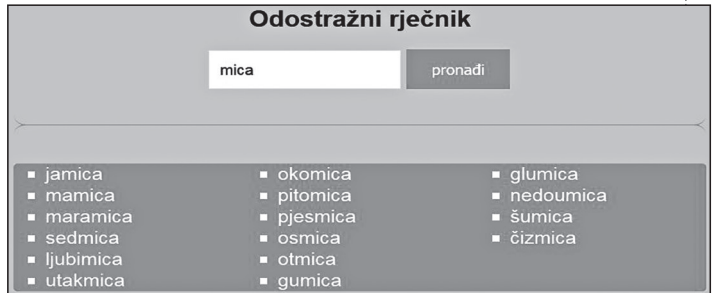 Odostražni rječnik
mica
pronađi
jamica
mamica
maramica
sedmica
ljubimica
utakmica
okomica
pitomica
pjesmica
osmica
otmica
gumica
glumica
nedoumica
šumica
čizmica